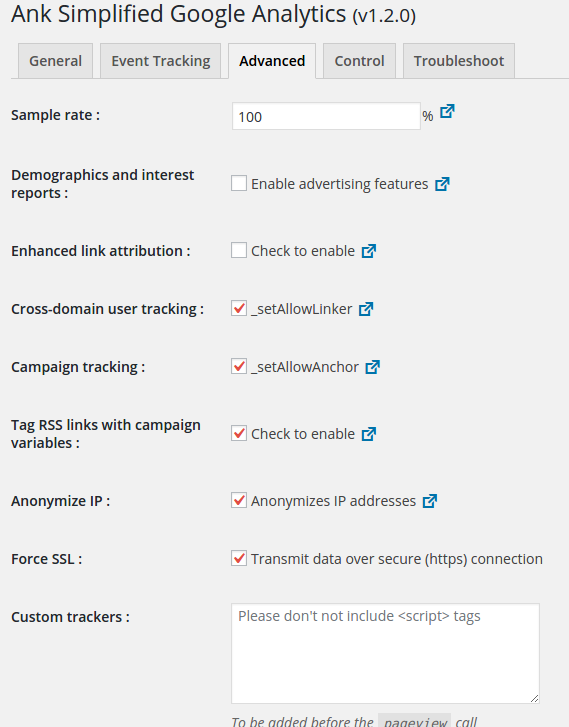 Ank Simplified Google Analytics (v1.2.0)
General Event Tracking Advanced Control Troubleshoot
Sample rate : 100 %
Demographics and interest
reports : Enable advertising features
Enhanced link attribution : Check to enable
Cross-domain user tracking : _setAllowLinker
Campaign tracking : _setAllowAnchor
Tag RSS links with campaign
variables : Check to enable
Anonymize IP : Anonymizes IP addresses
Force SSL : Transmit data over secure (https) connection
Custom trackers : Please don't not include <script> tags
To be added before the pageview call